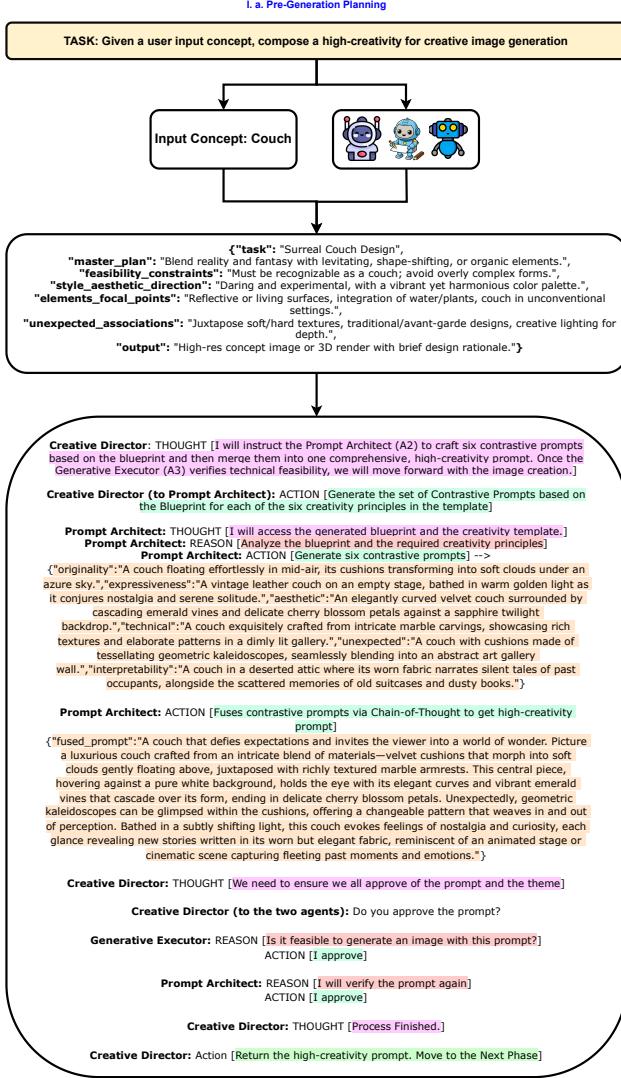 I. a. Pre-Generation Planning
TASK: Given a user input concept, compose a high-creativity for creative image generation
Input Concept: Couch
{"task": "Surreal Couch Design",
"master_plan": "Blend reality and fantasy with levitating, shape-shifting, or organic elements.",
"feasibility_constraints": "Must be recognizable as a couch; avoid overly complex forms.",
"style_aesthetic_direction": "Daring and experimental, with a vibrant yet harmonious color palette.",
"elements_focal_points": "Reflective or living surfaces, integration of water/plants, couch in unconventional
settings.",
"unexpected_associations": "Juxtapose soft/hard textures, traditional/avant-garde designs, creative lighting for
depth.",
"output": "High-res concept image or 3D render with brief design rationale."}
Creative Director: THOUGHT [I will instruct the Prompt Architect (A2) to craft six contrastive prompts
based on the blueprint and then merge them into one comprehensive, high-creativity prompt. Once the
Generative Executor (A3) verifies technical feasibility, we will move forward with the image creation.]
Creative Director (to Prompt Architect): ACTION [Generate the set of Contrastive Prompts based on
the Blueprint for each of the six creativity principles in the template]
Prompt Architect: THOUGHT [I will access the generated blueprint and the creativity template.]
Prompt Architect: REASON [Analyze the blueprint and the required creativity principles]
Prompt Architect: ACTION [Generate six contrastive prompts] -->
{"originality":"A couch floating effortlessly in mid-air, its cushions transforming into soft clouds under an
azure sky.","expressiveness":"A vintage leather couch on an empty stage, bathed in warm golden light as
it conjures nostalgia and serene solitude.","aesthetic":"An elegantly curved velvet couch surrounded by
cascading emerald vines and delicate cherry blossom petals against a sapphire twilight
backdrop.","technical":"A couch exquisitely crafted from intricate marble carvings, showcasing rich
textures and elaborate patterns in a dimly lit gallery.","unexpected":"A couch with cushions made of
tessellating geometric kaleidoscopes, seamlessly blending into an abstract art gallery
wall.","interpretability":"A couch in a deserted attic where its worn fabric narrates silent tales of past
occupants, alongside the scattered memories of old suitcases and dusty books."}
Prompt Architect: ACTION [Fuses contrastive prompts via Chain-of-Thought to get high-creativity
prompt]
{"fused_prompt":"A couch that defies expectations and invites the viewer into a world of wonder. Picture
a luxurious couch crafted from an intricate blend of materials—velvet cushions that morph into soft
clouds gently floating above, juxtaposed with richly textured marble armrests. This central piece,
hovering against a pure white background, holds the eye with its elegant curves and vibrant emerald
vines that cascade over its form, ending in delicate cherry blossom petals. Unexpectedly, geometric
kaleidoscopes can be glimpsed within the cushions, offering a changeable pattern that weaves in and out
of perception. Bathed in a subtly shifting light, this couch evokes feelings of nostalgia and curiosity, each
glance revealing new stories written in its worn but elegant fabric, reminiscent of an animated stage or
cinematic scene capturing fleeting past moments and emotions."}
Creative Director: THOUGHT [We need to ensure we all approve of the prompt and the theme]
Creative Director (to the two agents): Do you approve the prompt?
Generative Executor: REASON [Is it feasible to generate an image with this prompt?]
ACTION [I approve]
Prompt Architect: REASON [I will verify the prompt again]
ACTION [I approve]
Creative Director: THOUGHT [Process Finished.]
Creative Director: Action [Return the high-creativity prompt. Move to the Next Phase]